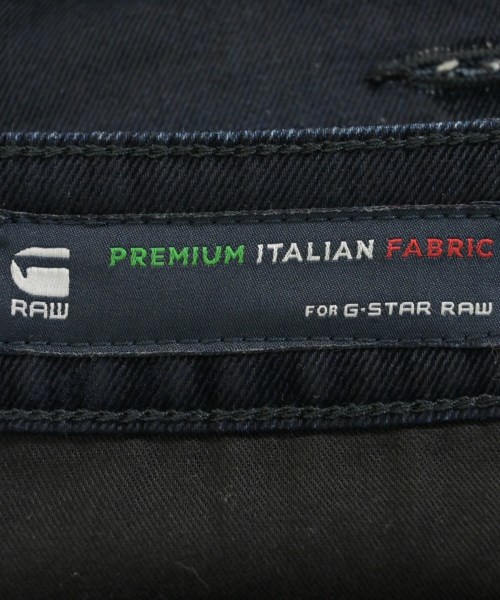 PREMIUM ITALIAN FABRIC
RAW
FOR G-STAR RAW